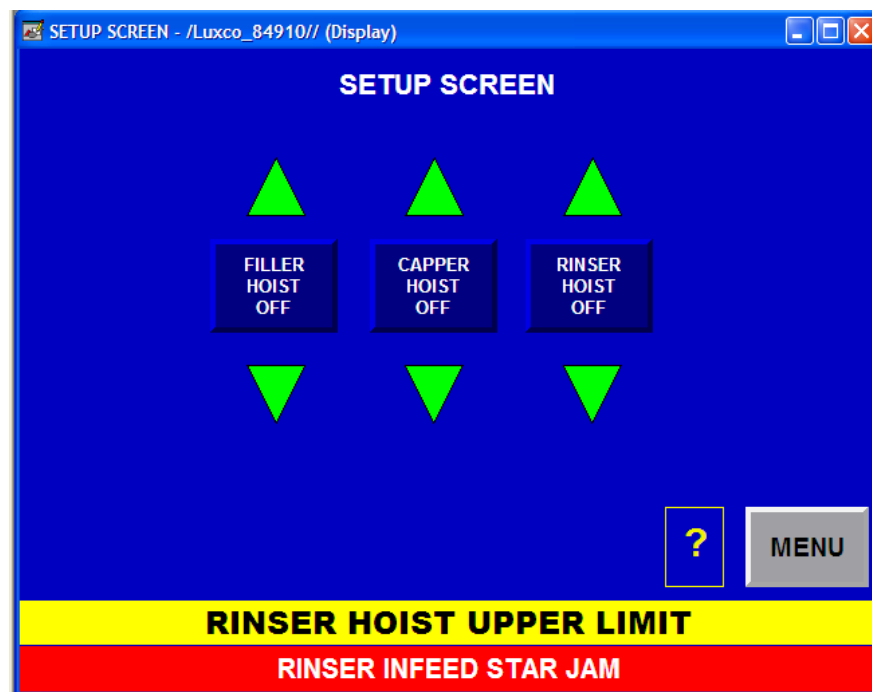 SETUP SCREEN - /Luxco_84910// (Display)
SETUP SCREEN
FILLER
HOIST
OFF
CAPPER
HOIST
OFF
RINSER
HOIST
OFF
?
MENU
RINSER HOIST UPPER LIMIT
RINSER INFEED STAR JAM